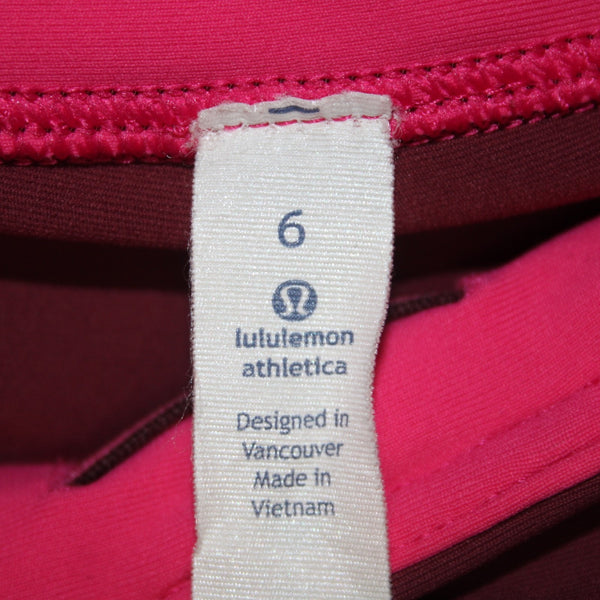 6
lululemon
athletica
Designed in
Vancouver
Made in
Vietnam